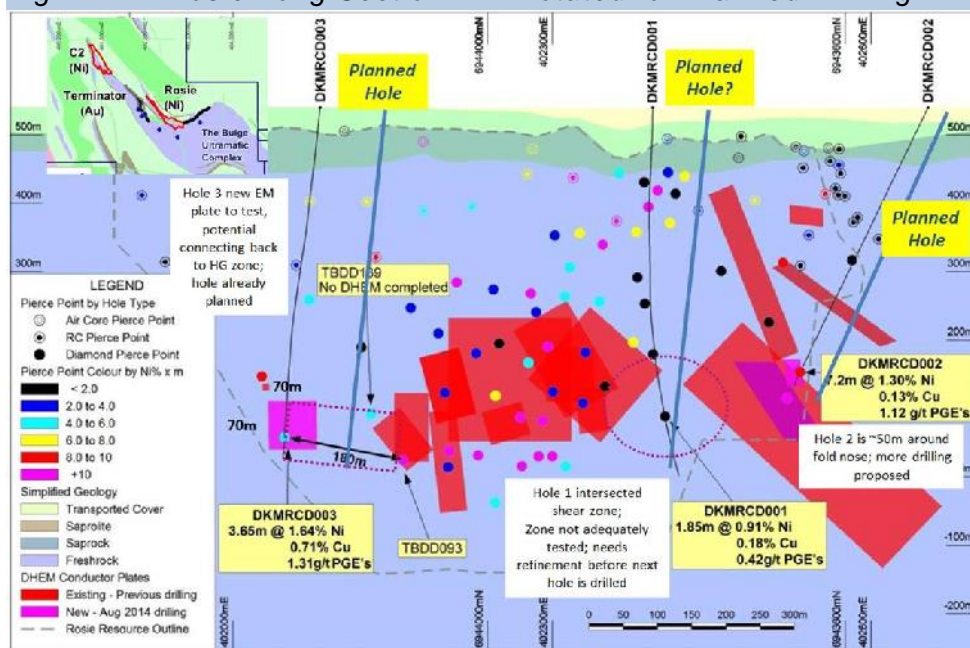 DKMRCD003
6944000mN
402300mE
DKMRCD001
6943600mN
402600mE
DKMRCD002
C2
(Ni)
Terminator
(Au)
Rosie
(Ni)
The Bulge
Ultramafic
Complex
Planned
Hole
Planned
Hole?
Planned
Hole
500m
400m
300m
500m
400m
300m
200m
100m
-100m
-200m
Hole 3 new EM
plate to test,
potential
connecting back
to HG zone;
hole already
planned
TBDD189
No DHEM completed
LEGEND
Pierce Point by Hole Type
Air Core Pierce Point
RC Pierce Point
Diamond Pierce Point
Pierce Point Colour by Ni% x m
< 2.0
2.0 to 4.0
4.0 to 6.0
6.0 to 8.0
8.0 to 10
+10
Simplified Geology
Transported Cover
Saprolite
Saprock
Freshrock
DHEM Conductor Plates
Existing - Previous drilling
New - Aug 2014 drilling
Rosie Resource Outline
70m
70m
180m
DKMRCD003
3.65m @ 1.64% Ni
0.71% Cu
1.31g/t PGE's
TBDD093
Hole 1 intersected
shear zone;
Zone not adequately
tested; needs
retinement before next
hole is drilled
DKMRCD001
1.85m @ 0.91% Ni
0.18% Cu
0.42g/t PGE's
DKMRCD002
7.2m @ 1.30% Ni
0.13% Cu
1.12 g/t PGE's
Hole 2 is ~50m around
fold nose; more drilling
proposed
0 50 100 150 200 300m
402000mE
6944000mN
402300mE
6943600mN
402600mE